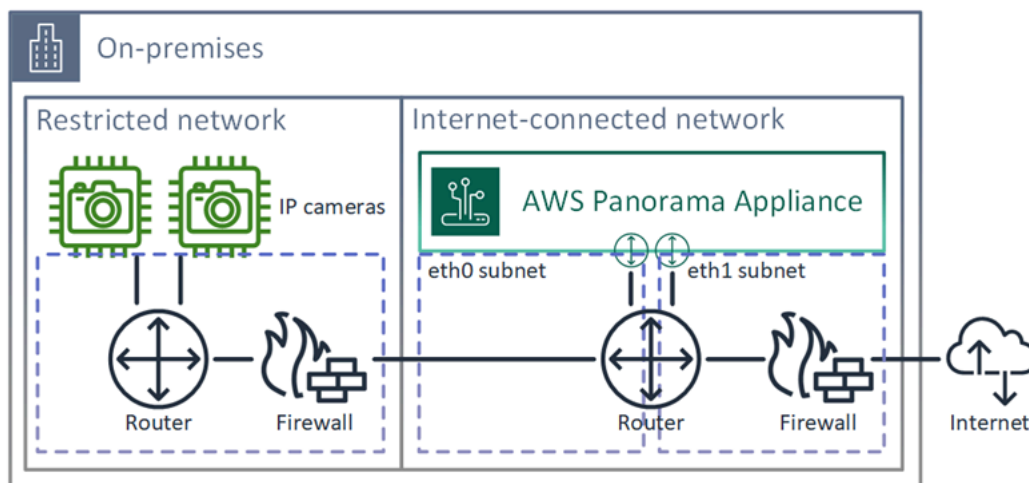 On-premises
Restricted network
IP cameras
Router
Firewall
Internet-connected network
AWS Panorama Appliance
eth0 subnet
eth1 subnet
Router
Firewall
Internet